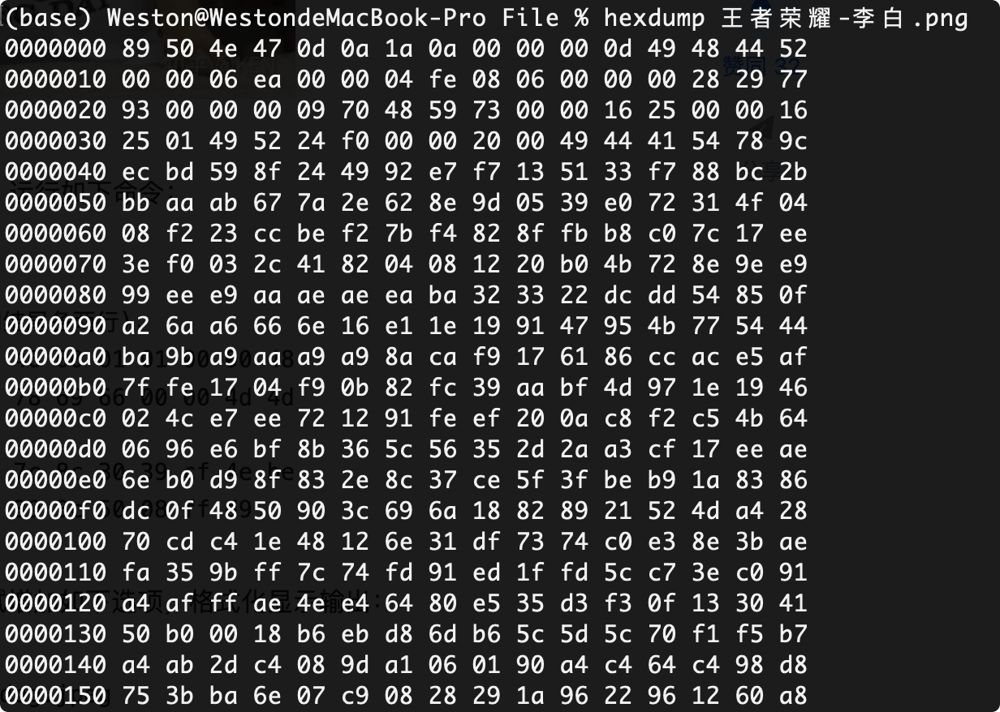 (base) Weston@WestondeMacBook-Pro File % hexdump 王者荣耀-李白.png
0000000 89 50 4e 47 0d 0a 1a 0a 00 00 00 0d 49 48 44 52
0000010 00 00 06 ea 00 00 04 fe 08 06 00 00 00 28 29 77
0000020 93 00 00 00 09 70 48 59 73 00 00 16 25 00 00 16
0000030 25 01 49 52 24 f0 00 00 20 00 49 44 41 54 78 9c
0000040 ec bd 59 8f 24 49 92 e7 f7 13 51 33 f7 88 bc 2b
0000050 bb aa ab 67 7a 2e 62 8e 9d 05 39 e0 72 31 4f 04
0000060 08 f2 23 cc be f2 7b f4 82 8f fb b8 c0 7c 17 ee
0000070 3e f0 03 2c 41 82 04 08 12 20 b0 4b 72 8e 9e e9
0000080 99 ee e9 aa ae ae ea ba 32 33 22 dc dd 54 85 0f
0000090 a2 6a a6 66 6e 16 e1 1e 19 91 47 95 4b 77 54 44
00000a0 ba 9b a9 aa a9 a9 8a ca f9 17 61 86 cc ac e5 af
00000b0 7f fe 17 04 f9 0b 82 fc 39 aa bf 4d 97 1e 19 46
00000c0 02 4c e7 ee 72 12 91 fe ef 20 0a c8 f2 c5 4b 64
00000d0 06 96 e6 bf 8b 36 5c 56 35 2d 2a a3 cf 17 ee ae
00000e0 6e b0 d9 8f 83 2e 8c 37 ce 5f 3f be b9 1a 83 86
00000f0 da 0f 48 50 90 3c 69 6a 18 82 89 21 52 4d a4 28
0000100 70 cd c4 1e 48 12 6e 31 df 73 74 c0 e3 8e 3b ae
0000110 fa 35 9b ff 7c 74 fd 91 ed 1f fd 5c c7 3e c0 91
0000120 a4 af ff ae 4e e4 64 80 e5 35 d3 f3 0f 13 30 41
0000130 50 b0 00 18 b6 eb d8 6d b6 5c 5d 5c 70 f1 f5 b7
0000140 a4 ab 2d c4 08 9d a1 06 01 90 a4 c4 64 c4 98 d8
0000150 75 3b ba 6e 07 c9 08 28 29 1a 96 22 96 12 60 a8